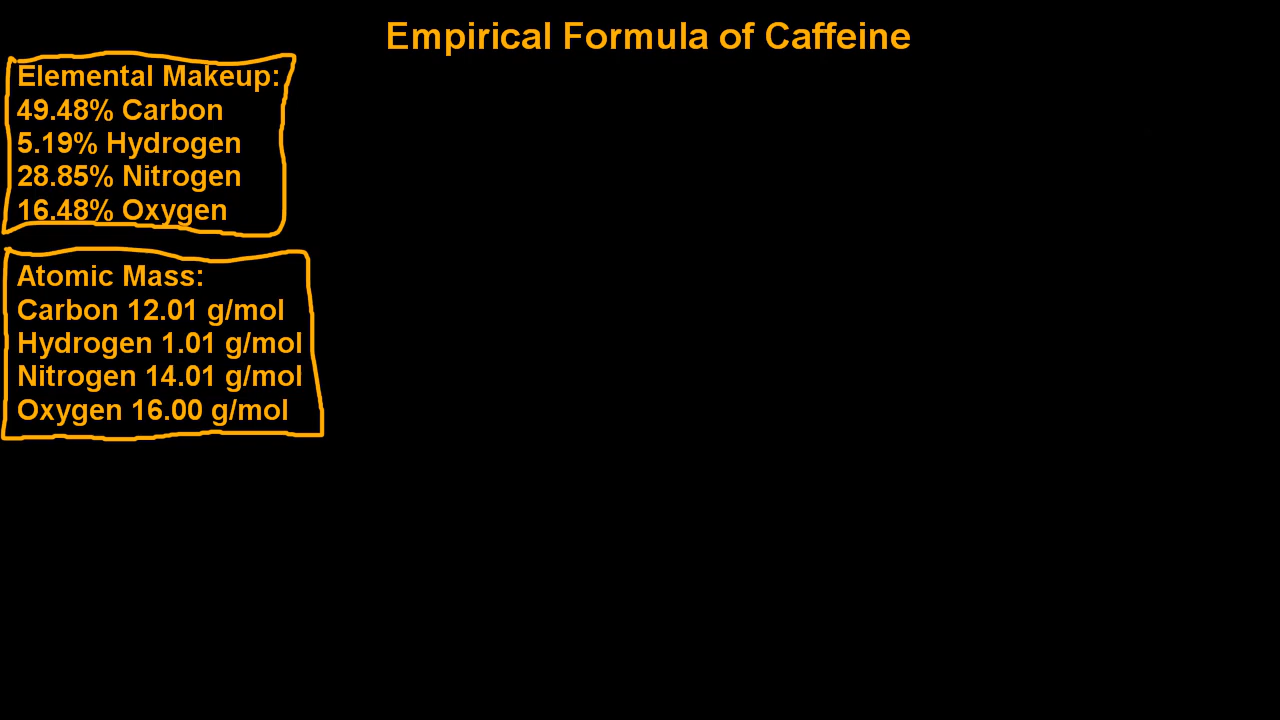 Empirical Formula of Caffeine
Elemental Makeup:
49.48% Carbon
5.19% Hydrogen
28.85% Nitrogen
16.48% Oxygen
Atomic Mass:
Carbon 12.01 g/mol
Hydrogen 1.01 g/mol
Nitrogen 14.01 g/mol
Oxygen 16.00 g/mol